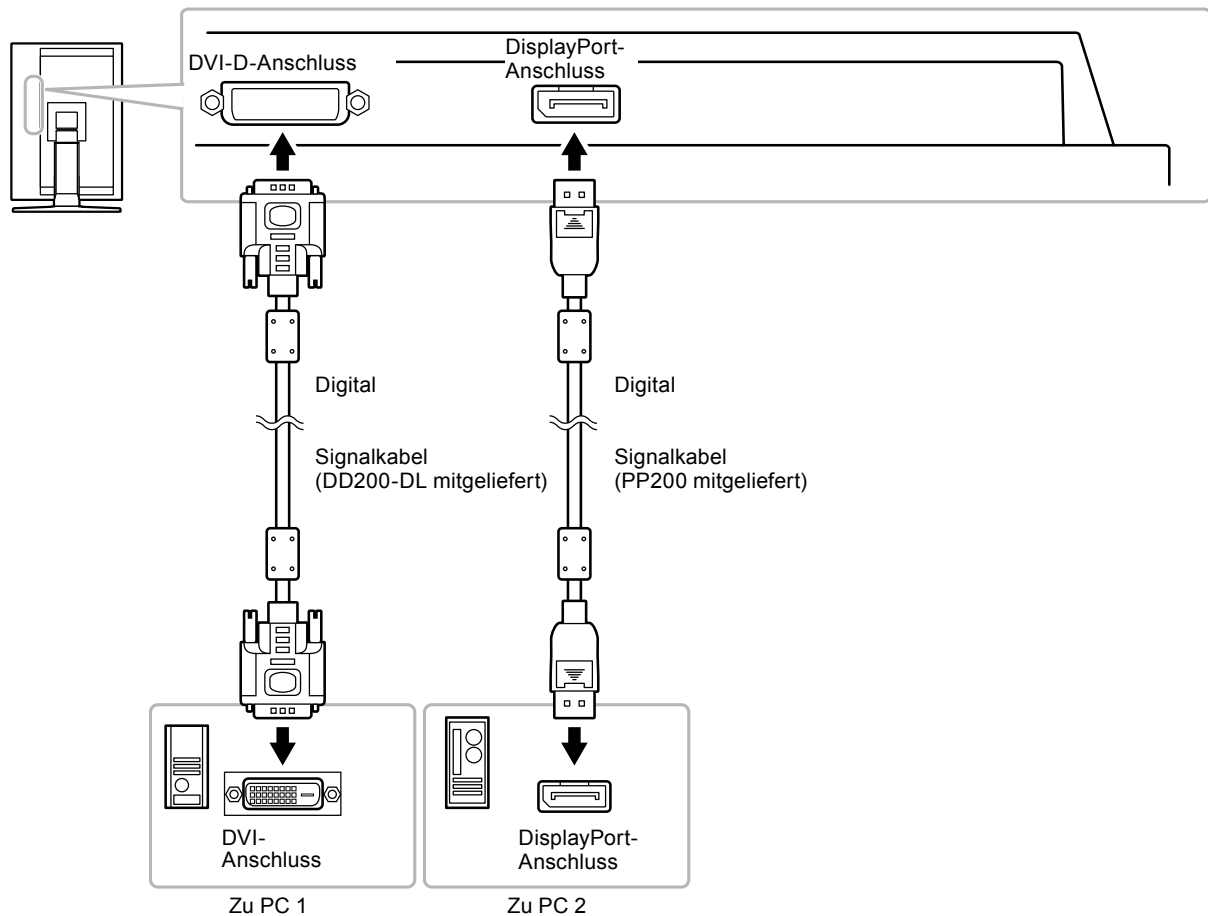 DVI-D-Anschluss
DisplayPort-
Anschluss
Digital
Signalkabel
(DD200-DL mitgeliefert)
Digital
Signalkabel
(PP200 mitgeliefert)
DVI-
Anschluss
Zu PC 1
DisplayPort-
Anschluss
Zu PC 2